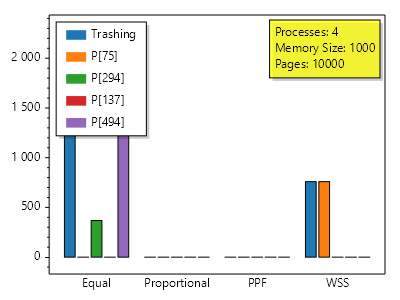 Trashing
P[75]
P[294]
P[137]
P[494]
Processes: 4
Memory Size: 1000
Pages: 10000
2 000
1 500
1 000
500
0
Equal Proportional PPF WSS